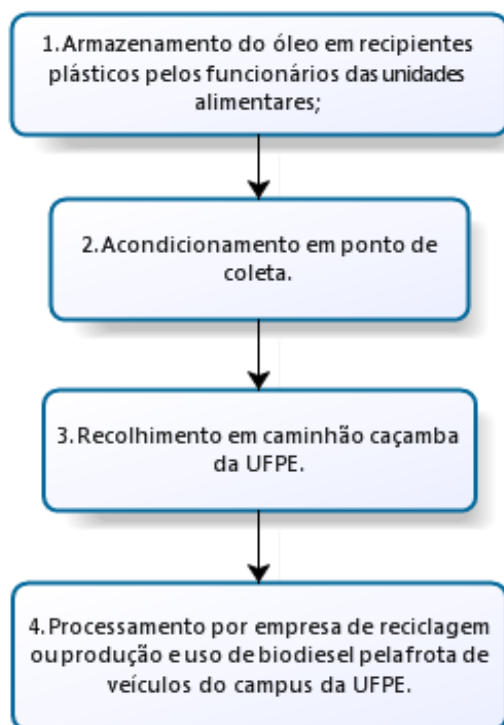 1. Armazenamento do óleo em recipientes
plásticos pelos funcionários das unidades
alimentares;
2. Acondicionamento em ponto de
coleta.
3. Recolhimento em caminhão caçamba
da UFPE.
4. Processamento por empresa de reciclagem
ou produção e uso de biodiesel pela frota de
veículos do campus da UFPE.